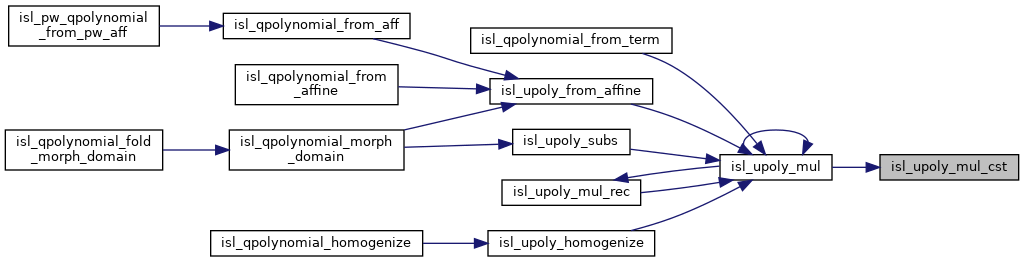 isl_pw_qpolynomial
_from_pw_aff
isl_qpolynomial_from_aff
isl_qpolynomial_from_term
isl_qpolynomial_from
_affine
isl_upoly_from_affine
isl_qpolynomial_fold
_morph_domain
isl_qpolynomial_morph
_domain
isl_upoly_subs
isl_upoly_mul
isl_upoly_mul_cst
isl_upoly_mul_rec
isl_qpolynomial_homogenize
isl_upoly_homogenize